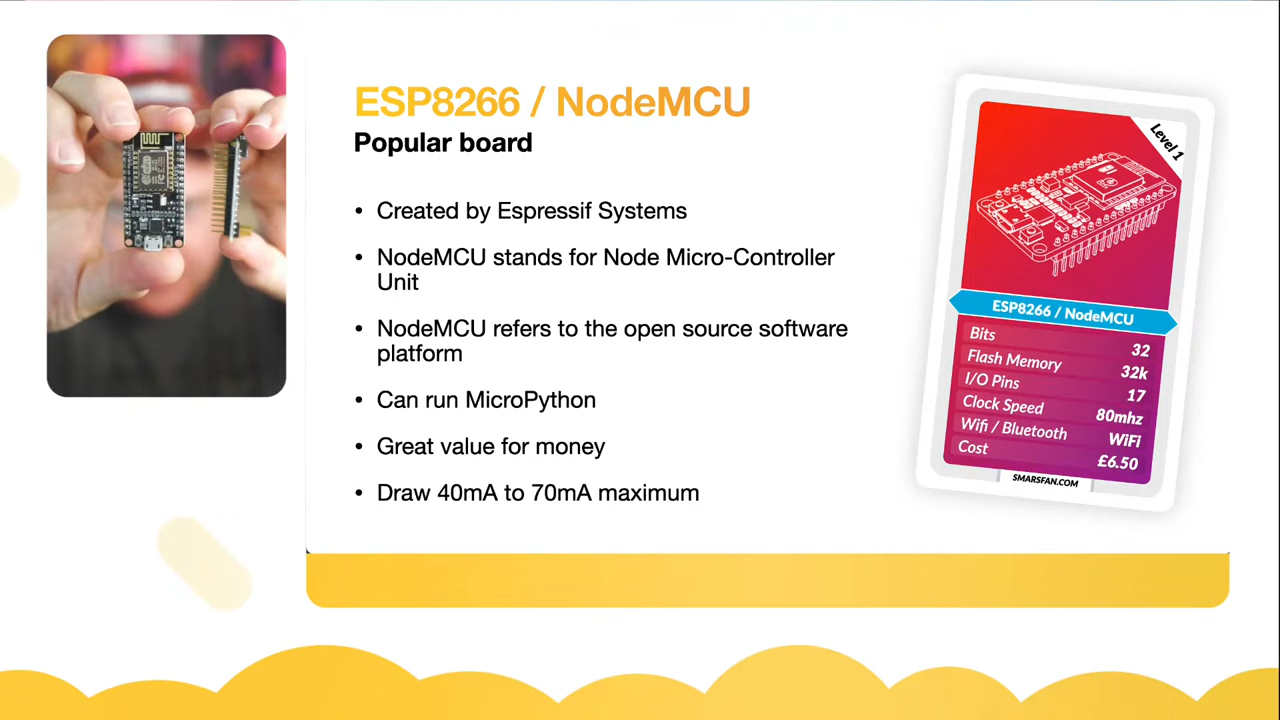 ESP8266 / NodeMCU
Popular board
• Created by Espressif Systems
• NodeMCU stands for Node Micro-Controller
Unit
• NodeMCU refers to the open source software
platform
• Can run MicroPython
• Great value for money
• Draw 40mA to 70mA maximum
Level 1
ESP8266 / NodeMCU
Bits 32
Flash Memory 32k
I/O Pins 17
Clock Speed 80mhz
Wifi / Bluetooth WiFi
Cost £6.50
SMARSFAN.COM